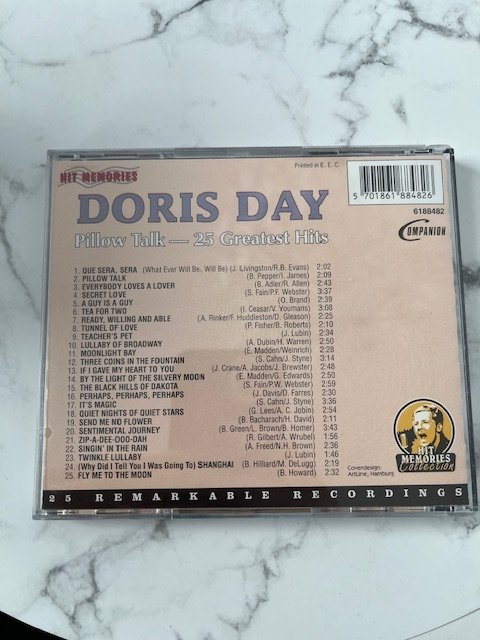 HIT MEMORIES
Printed in E. E. C.
5 701861 884826
6188482
COMPANION
DORIS DAY
Pillow Talk — 25 Greatest Hits
1. QUE SERA, SERA (What Ever Will Be, Will Be) (J. Livingston/R.B. Evans) 2:02
2. PILLOW TALK (B. Pepper/I. James) 2:09
3. EVERYBODY LOVES A LOVER (B. Adler/R. Allen) 2:43
4. SECRET LOVE (S. Fain/P.F. Webster) 3:37
5. A GUY IS A GUY (O. Brand) 2:39
6. TEA FOR TWO (I. Ceasar/V. Youmans) 3:08
7. READY, WILLING AND ABLE (A. Rinker/F. Huddleston/D. Gleason) 2:25
8. TUNNEL OF LOVE (P. Fisher/B. Roberts) 2:10
9. TEACHER'S PET (J. Lubin) 2:34
10. LULLABY OF BROADWAY (A. Dubin/H. Warren) 2:50
11. MOONLIGHT BAY (E. Madden/Weinrich) 2:28
12. THREE COINS IN THE FOUNTAIN (S. Cahn/J. Styne) 3:14
13. IF I GAVE MY HEART TO YOU (J. Crane/A. Jacobs/J. Brewster) 2:48
14. BY THE LIGHT OF THE SILVERY MOON (E. Madden/G. Edwards) 2:50
15. THE BLACK HILLS OF DAKOTA (S. Fain/P.W. Webster) 2:59
16. PERHAPS, PERHAPS, PERHAPS (J. Davis/O. Farres) 2:30
17. IT'S MAGIC (S. Cahn/J. Styne) 3:36
18. QUIET NIGHTS OF QUIET STARS (G. Lees/A. C. Jobin) 2:54
19. SEND ME NO FLOWER (B. Bacharach/H. David) 2:11
20. SENTIMENTAL JOURNEY (B. Green/L. Brown/B. Homer) 3:34
21. ZIP-A-DEE-DOO-DAH (R. Gilbert/A. Wrubel) 1:56
22. SINGIN' IN THE RAIN (A. Freed/N.H. Brown) 2:36
23. TWINKLE LULLABY (J. Lubin) 1:46
24. (Why Did I Tell You I Was Going To) SHANGHAI (B. Hilliard/M. DeLugg) 2:19
25. FLY ME TO THE MOON (B. Howard) 2:32
Coverdesign:
ArtLine, Hamburg
HIT
MEMORIES
Collection
25 REMARKABLE RECORDINGS